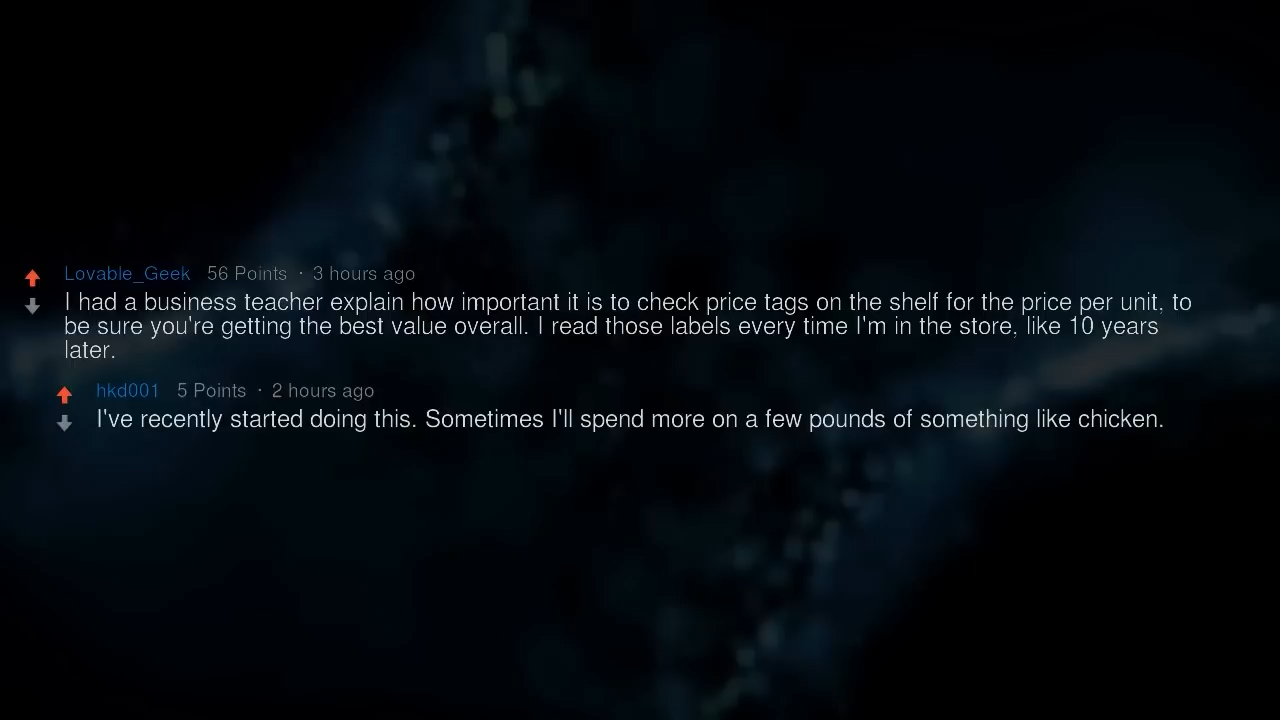 Lovable_Geek 56 Points · 3 hours ago
I had a business teacher explain how important it is to check price tags on the shelf for the price per unit, to
be sure you're getting the best value overall. I read those labels every time I'm in the store, like 10 years
later.
hkd001 5 Points · 2 hours ago
I've recently started doing this. Sometimes I'll spend more on a few pounds of something like chicken.